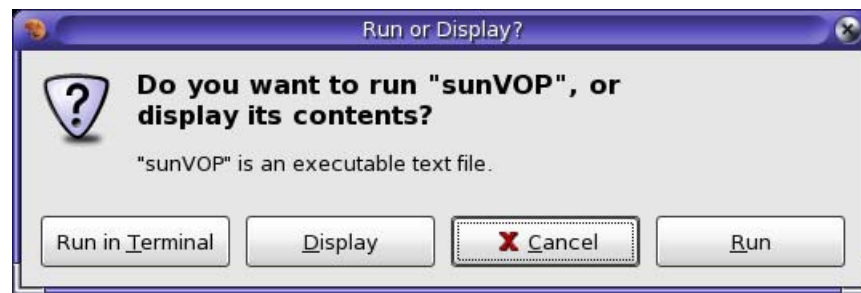 Run or Display?
Do you want to run "sunVOP", or
display its contents?
"sunVOP" is an executable text file.
Run in Terminal
Display
Cancel
Run